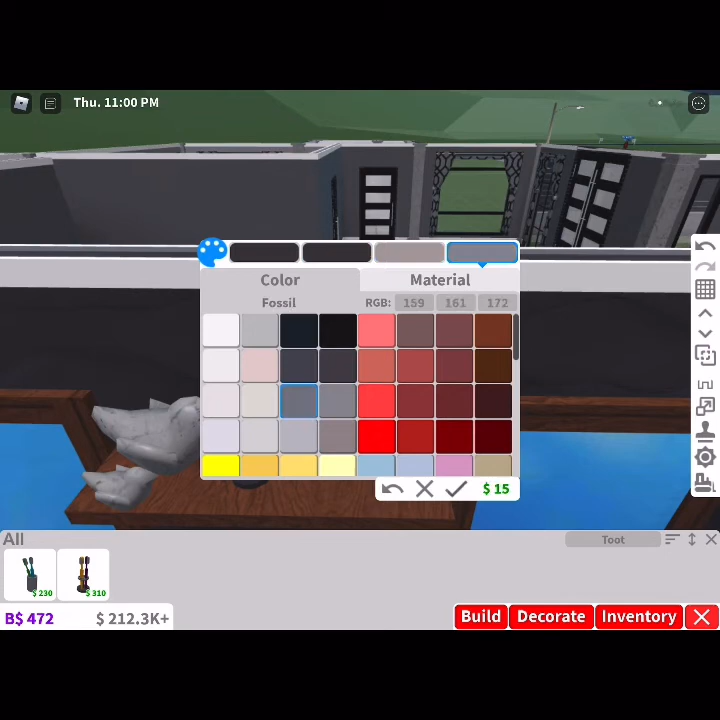 Thu. 11:00 PM
Color
Material
Fossil
RGB: 159 161 172
$ 15
All
Toot
$ 230
$ 310
B$ 472
$ 212.3K+
Build
Decorate
Inventory